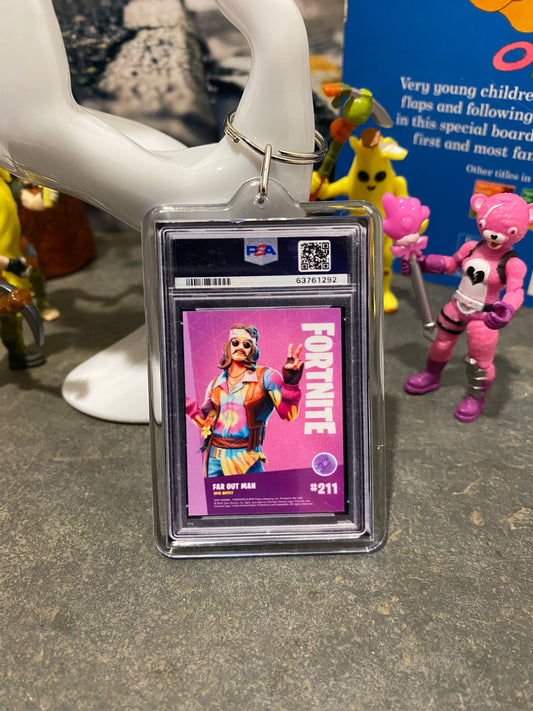 Very young childre
flaps and following
in this special board
first and most fam
Other titles in
PSA
63761292
FORTNITE
FAR OUT MAN
EPIC OUTFIT
#211